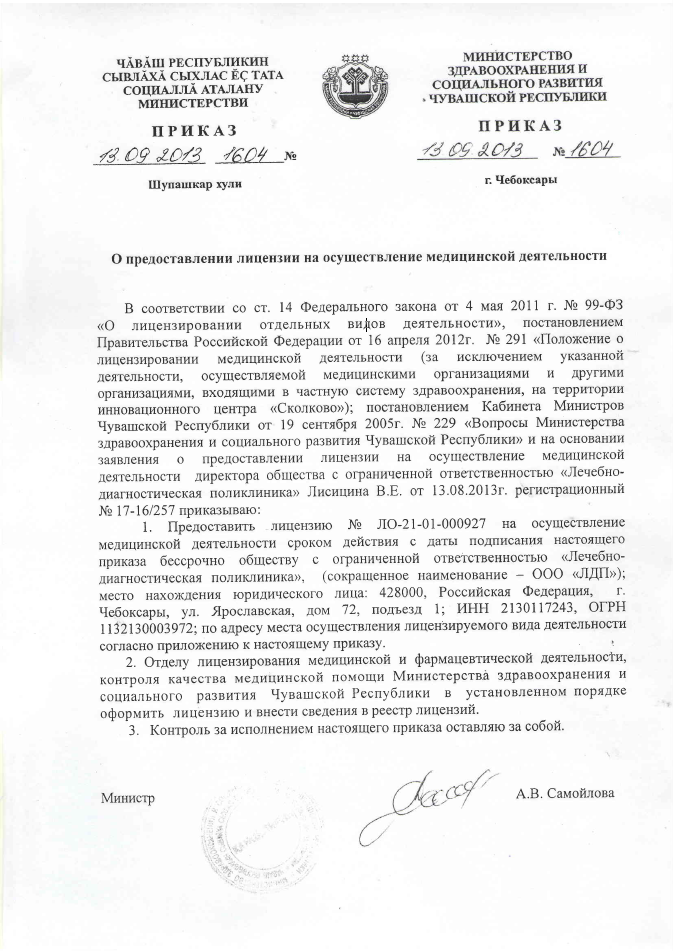 ЧӐВӐШ РЕСПУБЛИКИН
СЫВЛӐХӐ СЫХЛАС ӖҪ ТАТА
СОЦИАЛЛӐ АТАЛАНУ
МИНИСТЕРСТВИ
ПРИКАЗ
13.09.2013 1604 №
Шупашкар хули
МИНИСТЕРСТВО
ЗДРАВООХРАНЕНИЯ И
СОЦИАЛЬНОГО РАЗВИТИЯ
ЧУВАШСКОЙ РЕСПУБЛИКИ
ПРИКАЗ
13.09.2013 № 1604
г. Чебоксары
О предоставлении лицензии на осуществление медицинской деятельности
В соответствии со ст. 14 Федерального закона от 4 мая 2011 г. № 99-ФЗ
«О лицензировании отдельных видов деятельности», постановлением
Правительства Российской Федерации от 16 апреля 2012г. № 291 «Положение о
лицензировании медицинской деятельности (за исключением указанной
деятельности, осуществляемой медицинскими организациями и другими
организациями, входящими в частную систему здравоохранения, на территории
инновационного центра «Сколково»); постановлением Кабинета Министров
Чувашской Республики от 19 сентября 2005г. № 229 «Вопросы Министерства
здравоохранения и социального развития Чувашской Республики» и на основании
заявления о предоставлении лицензии на осуществление медицинской
деятельности директора общества с ограниченной ответственностью «Лечебно-
диагностическая поликлиника» Лисицина В.Е. от 13.08.2013г. регистрационный
№ 17-16/257 приказываю:
1. Предоставить лицензию № ЛО-21-01-000927 на осуществление
медицинской деятельности сроком действия с даты подписания настоящего
приказа бессрочно обществу с ограниченной ответственностью «Лечебно-
диагностическая поликлиника», (сокращенное наименование – ООО «ЛДП»);
место нахождения юридического лица: 428000, Российская Федерация, г.
Чебоксары, ул. Ярославская, дом 72, подъезд 1; ИНН 2130117243, ОГРН
1132130003972; по адресу места осуществления лицензируемого вида деятельности
согласно приложению к настоящему приказу.
2. Отделу лицензирования медицинской и фармацевтической деятельности,
контроля качества медицинской помощи Министерства здравоохранения и
социального развития Чувашской Республики в установленном порядке
оформить лицензию и внести сведения в реестр лицензий.
3. Контроль за исполнением настоящего приказа оставляю за собой.
Министр
А.В. Самойлова